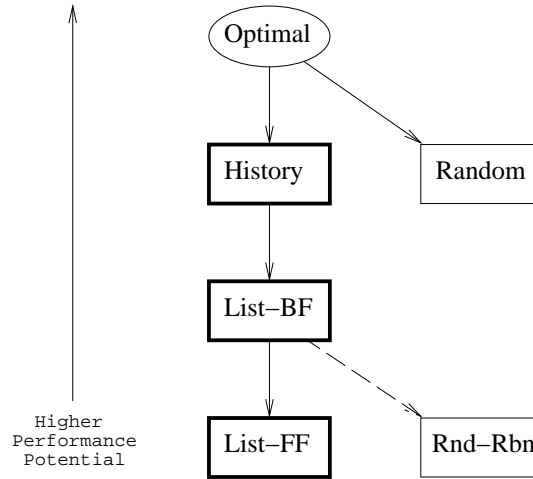 Optimal
History
Random
List–BF
Higher
Performance
Potential
List–FF
Rnd–Rbn